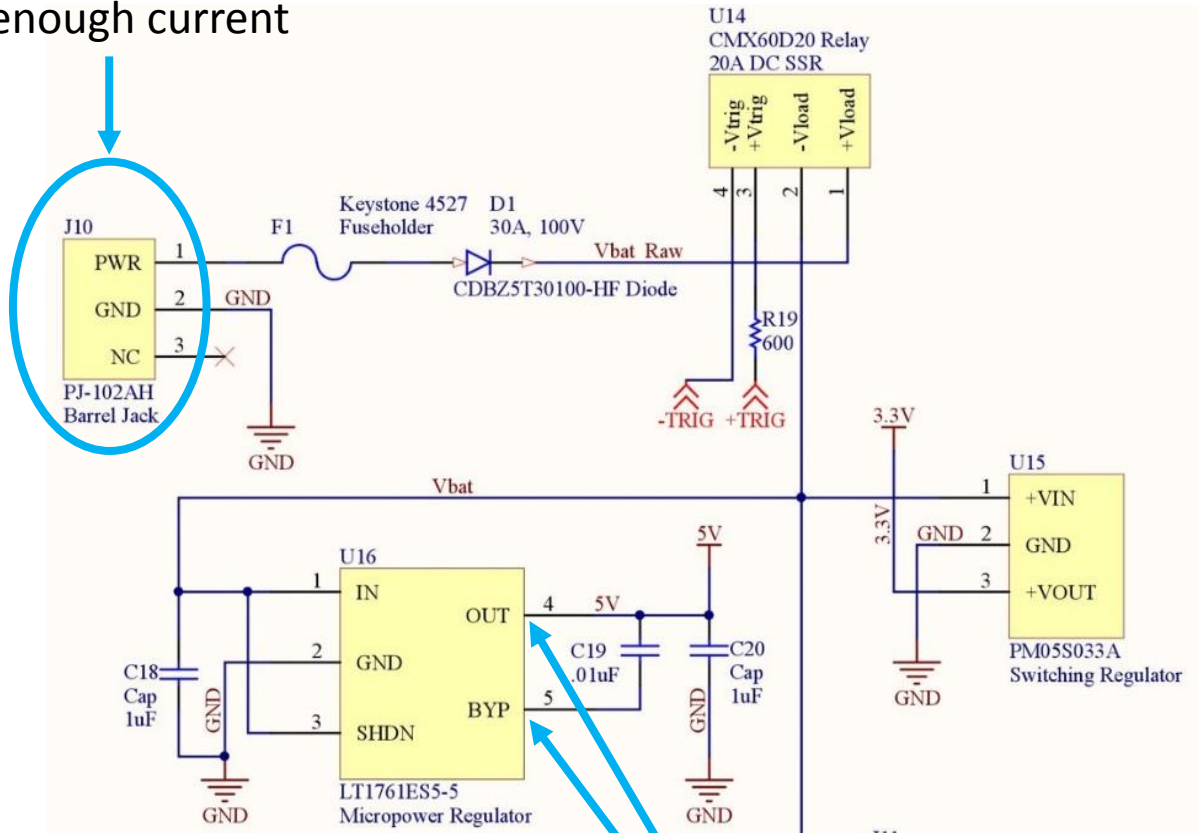 enough current
U14
CMX60D20 Relay
20A DC SSR
-Vtrig
+Vtrig
-Vload
+Vload
4
3
2
1
J10
PWR
1
GND
2
GND
NC
3
PJ-102AH
Barrel Jack
GND
F1
Keystone 4527
Fuseholder
D1
30A, 100V
CDBZ5T30100-HF Diode
Vbat Raw
R19
600
-TRIG +TRIG
3.3V
3.3V
U15
1
+VIN
GND
2
GND
3
+VOUT
PM05S033A
Switching Regulator
GND
Vbat
U16
1
IN
2
GND
3
SHDN
OUT
4
5V
BYP
5
LT1761ES5-5
Micropower Regulator
C18
Cap
1uF
GND
GND
C19
.01uF
5V
C20
Cap
1uF
GND
GND